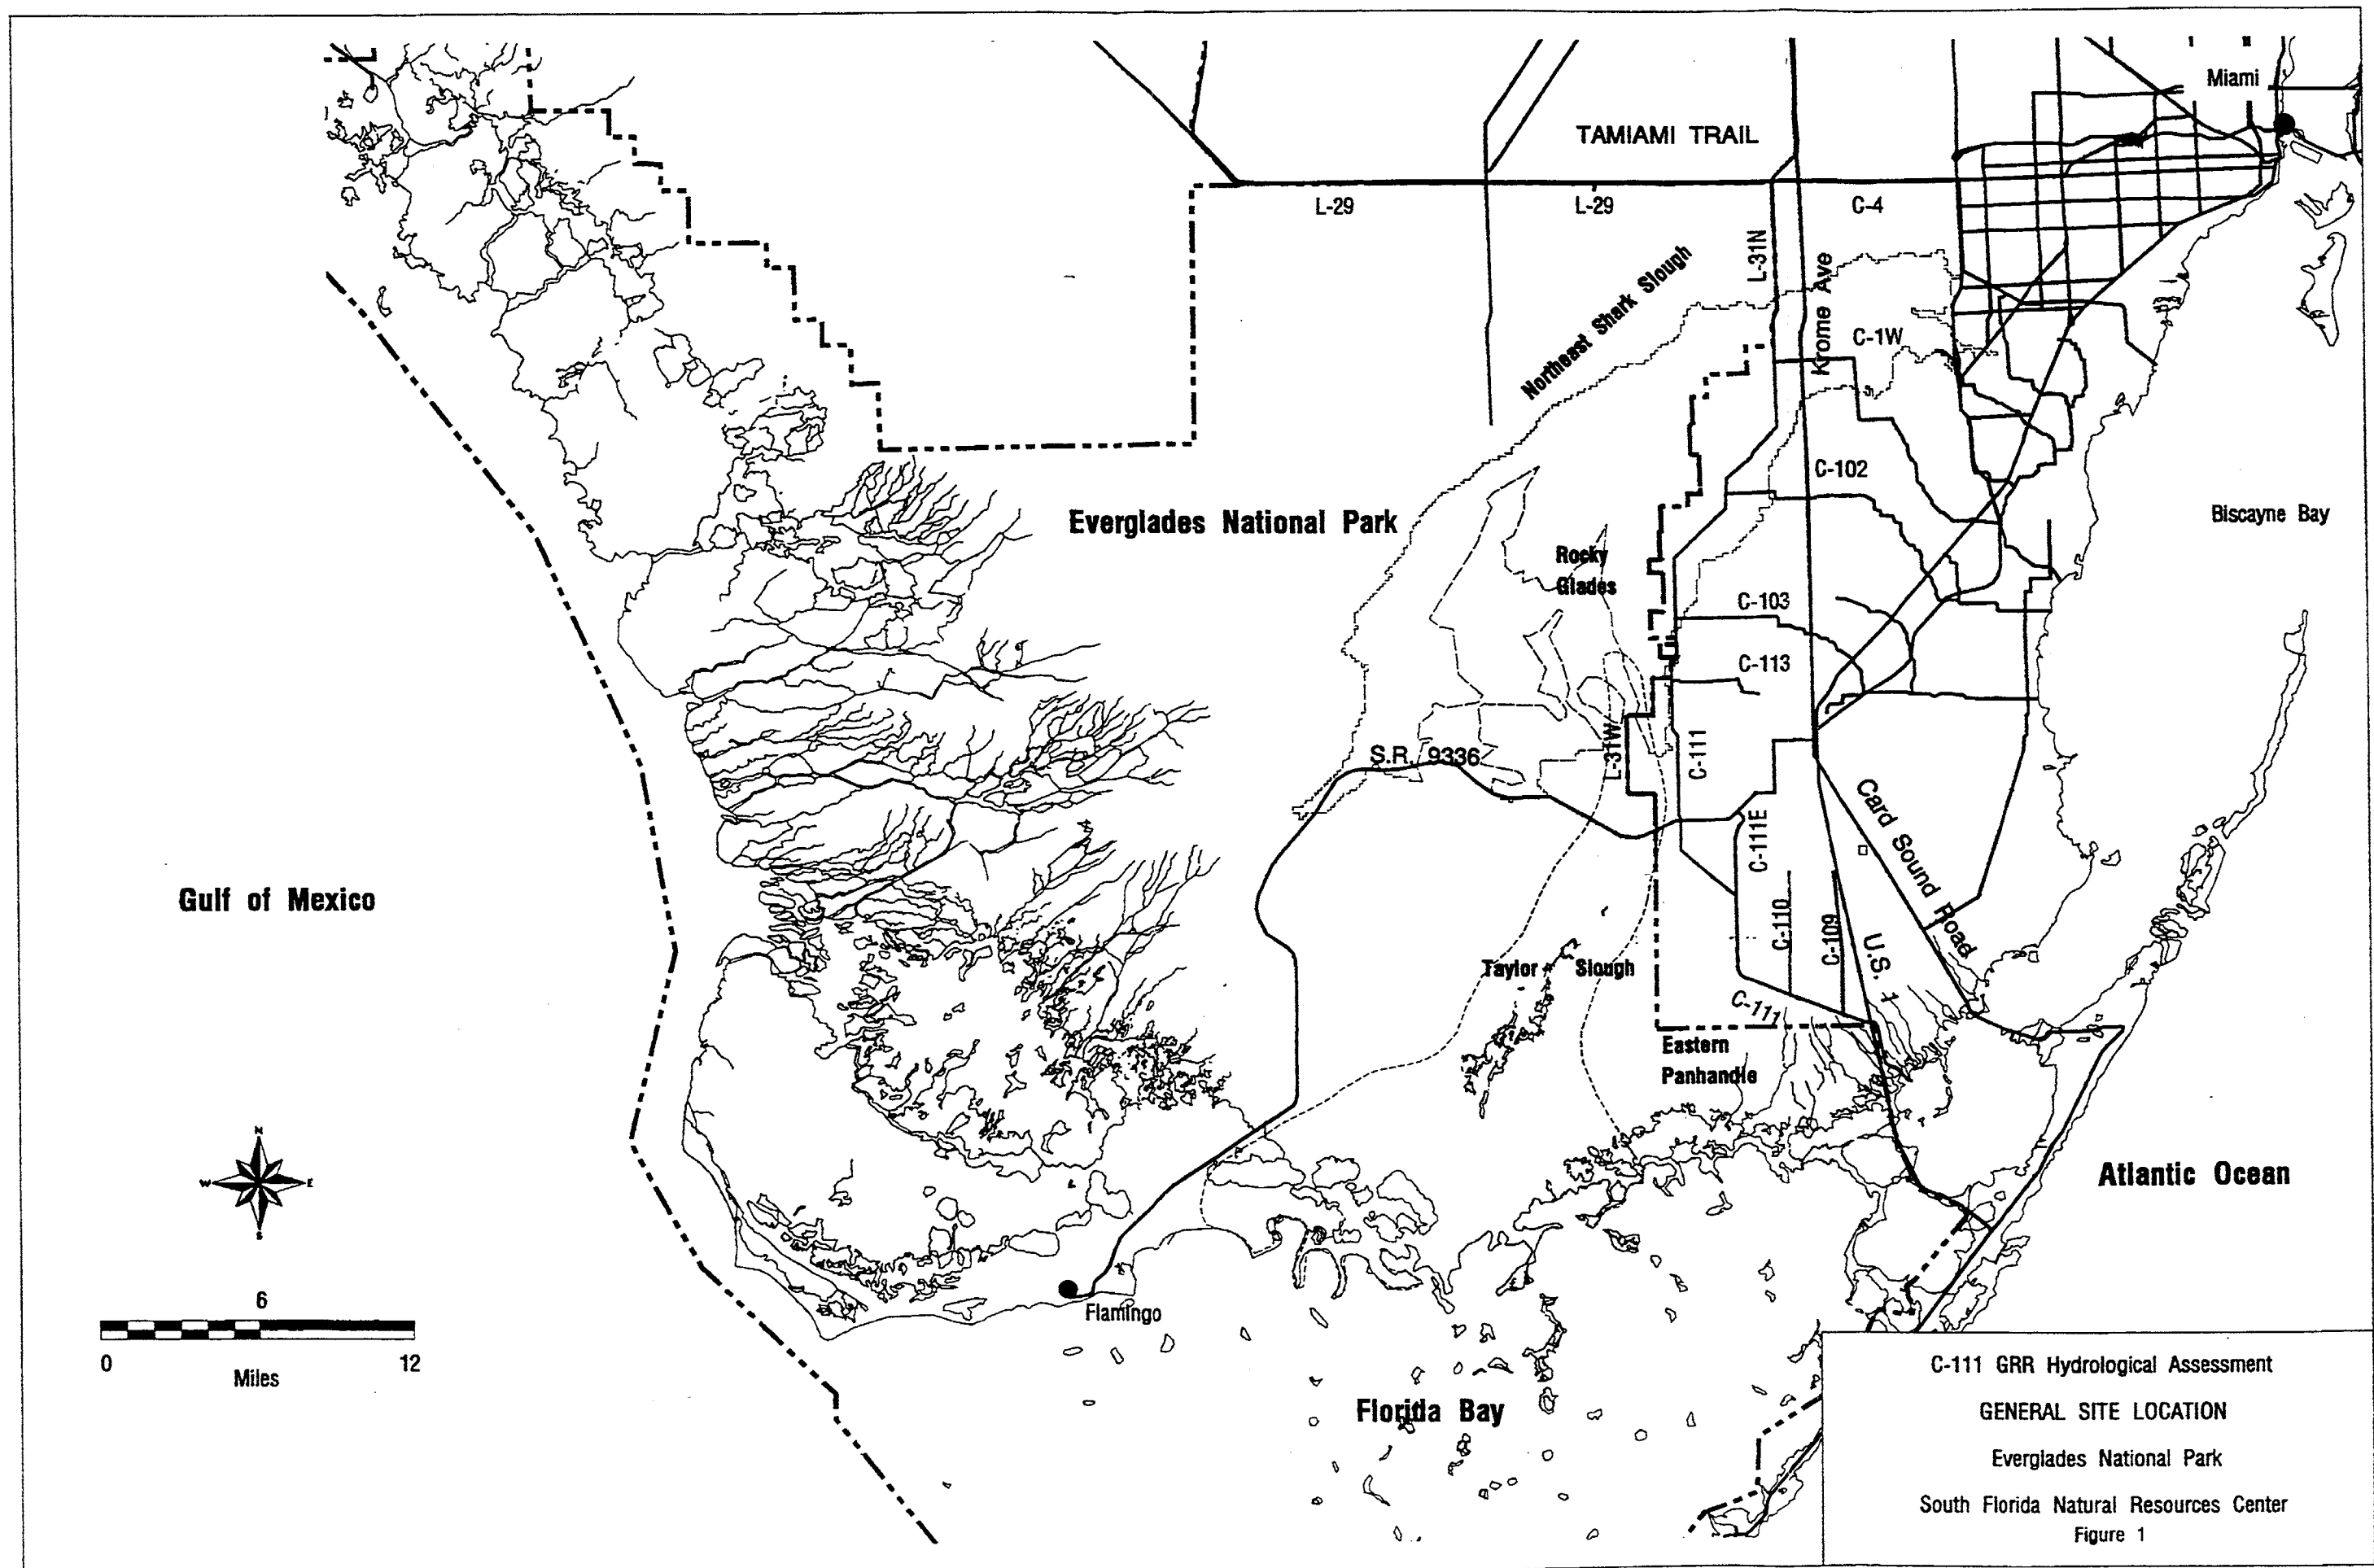 Miami
TAMIAMI TRAIL
L-29
L-29
C-4
L-31N
Krome Ave
Northeast Shark Slough
C-1W
C-102
Everglades National Park
Biscayne Bay
Rocky
Glades
C-103
C-113
L-31W
C-111
S.R. 9336
C-111E
Card Sound Road
Gulf of Mexico
C-110
C-109
U.S. 1
Taylor Slough
C-111
Eastern
Panhandle
N
W
E
S
Atlantic Ocean
6
0
12
Miles
Flamingo
Florida Bay
C-111 GRR Hydrological Assessment
GENERAL SITE LOCATION
Everglades National Park
South Florida Natural Resources Center
Figure 1